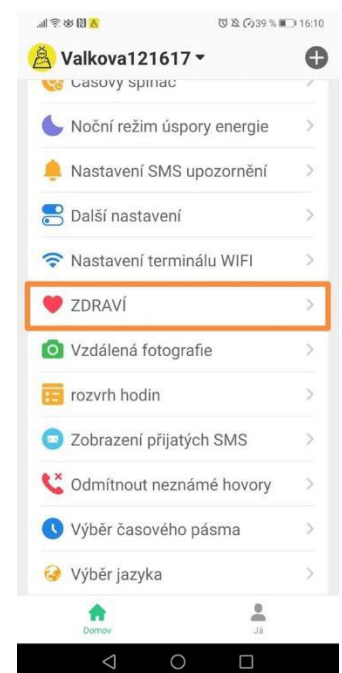 39 % 16:10
Valkova121617
Časový spínač
Noční režim úspory energie
Nastavení SMS upozornění
Další nastavení
Nastavení terminálu WIFI
ZDRAVÍ
Vzdálená fotografie
rozvrh hodin
Zobrazení přijatých SMS
Odmítnout neznámé hovory
Výběr časového pásma
Výběr jazyka
Domov
Já